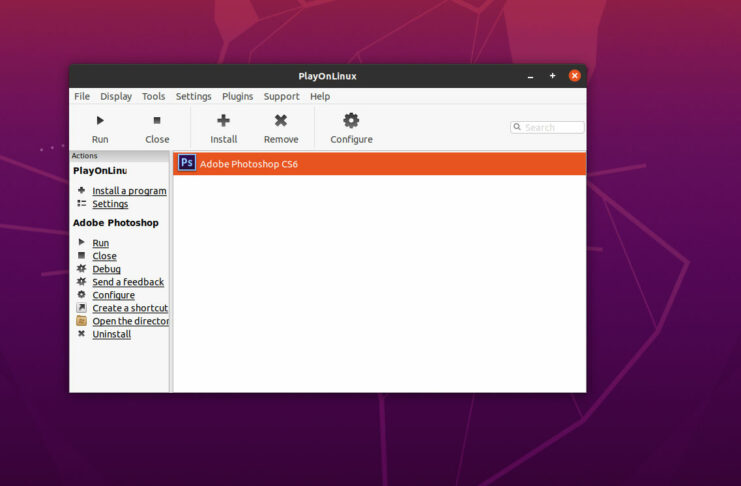 PlayOnLinux
File Display Tools Settings Plugins Support Help
Run Close Install Remove Configure
Search
Actions
PlayOnLinu
Install a program
Settings
Adobe Photoshop
Run
Close
Debug
Send a feedback
Configure
Create a shortcut
Open the director
Uninstall
Ps Adobe Photoshop CS6